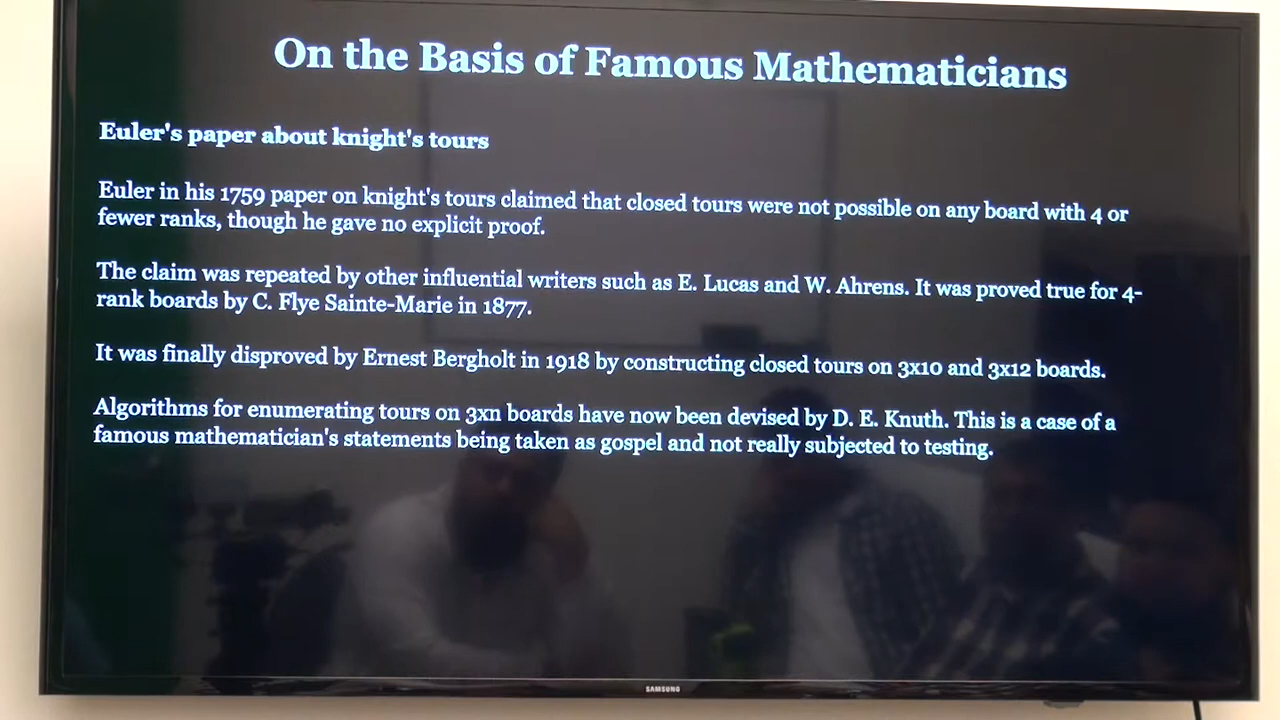 On the Basis of Famous Mathematicians
Euler's paper about knight's tours
Euler in his 1759 paper on knight's tours claimed that closed tours were not possible on any board with 4 or
fewer ranks, though he gave no explicit proof.
The claim was repeated by other influential writers such as E. Lucas and W. Ahrens. It was proved true for 4-
rank boards by C. Flye Sainte-Marie in 1877.
It was finally disproved by Ernest Bergholt in 1918 by constructing closed tours on 3x10 and 3x12 boards.
Algorithms for enumerating tours on 3xn boards have now been devised by D. E. Knuth. This is a case of a
famous mathematician's statements being taken as gospel and not really subjected to testing.
SAMSUNG